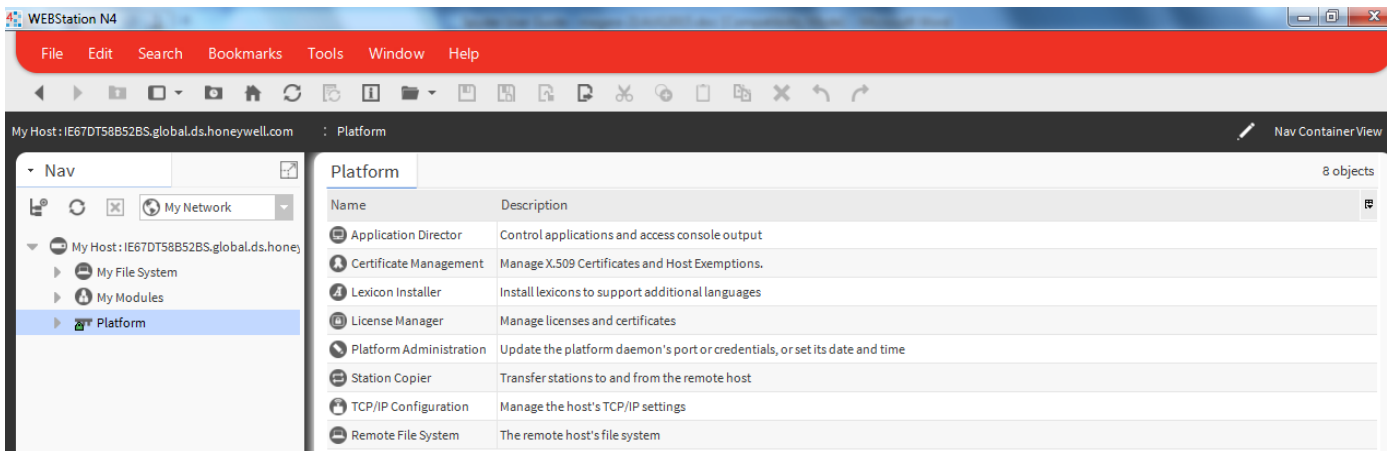 WEBStation N4
File Edit Search Bookmarks Tools Window Help
My Host : IE67DT58B52BS.global.ds.honeywell.com : Platform Nav Container View
Nav
My Network
My Host : IE67DT58B52BS.global.ds.honey
My File System
My Modules
Platform
Platform 8 objects
Name Description
Application Director Control applications and access console output
Certificate Management Manage X.509 Certificates and Host Exemptions.
Lexicon Installer Install lexicons to support additional languages
License Manager Manage licenses and certificates
Platform Administration Update the platform daemon's port or credentials, or set its date and time
Station Copier Transfer stations to and from the remote host
TCP/IP Configuration Manage the host's TCP/IP settings
Remote File System The remote host's file system